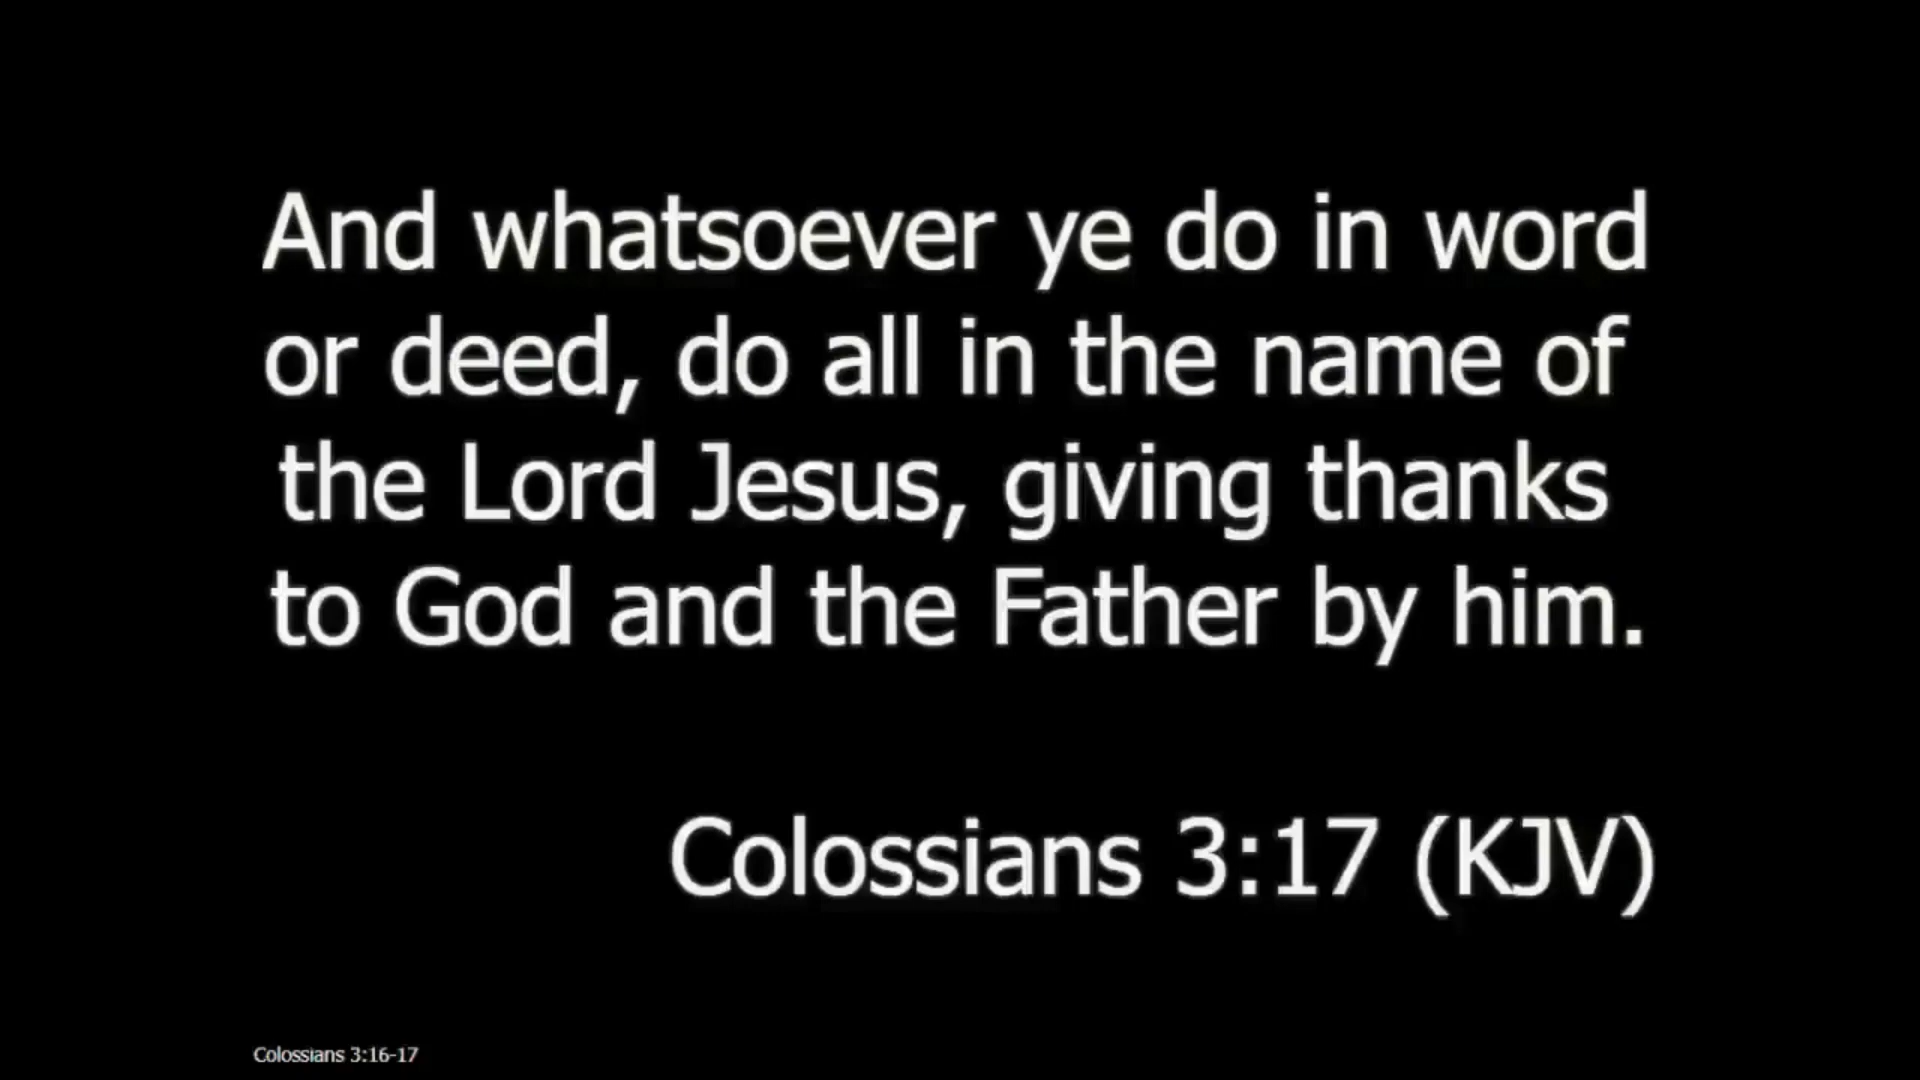 And whatsoever ye do in word
or deed, do all in the name of
the Lord Jesus, giving thanks
to God and the Father by him.
Colossians 3:17 (KJV)
Colossians 3:16-17